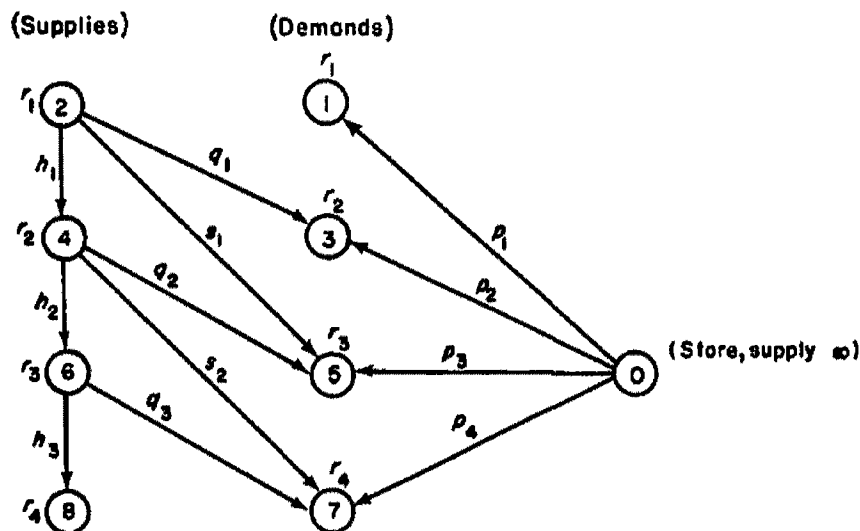 (Supplies) (Demands)
r₁ 2 r₁ 1
h₁ q₁
r₂ 4 s₁ r₂ 3 p₁
h₂ q₂ p₂
r₃ 6 s₂ r₃ 5 p₃ 0 (Store, supply ∞)
h₃ q₃ p₄
r₄ 8 r₄ 7